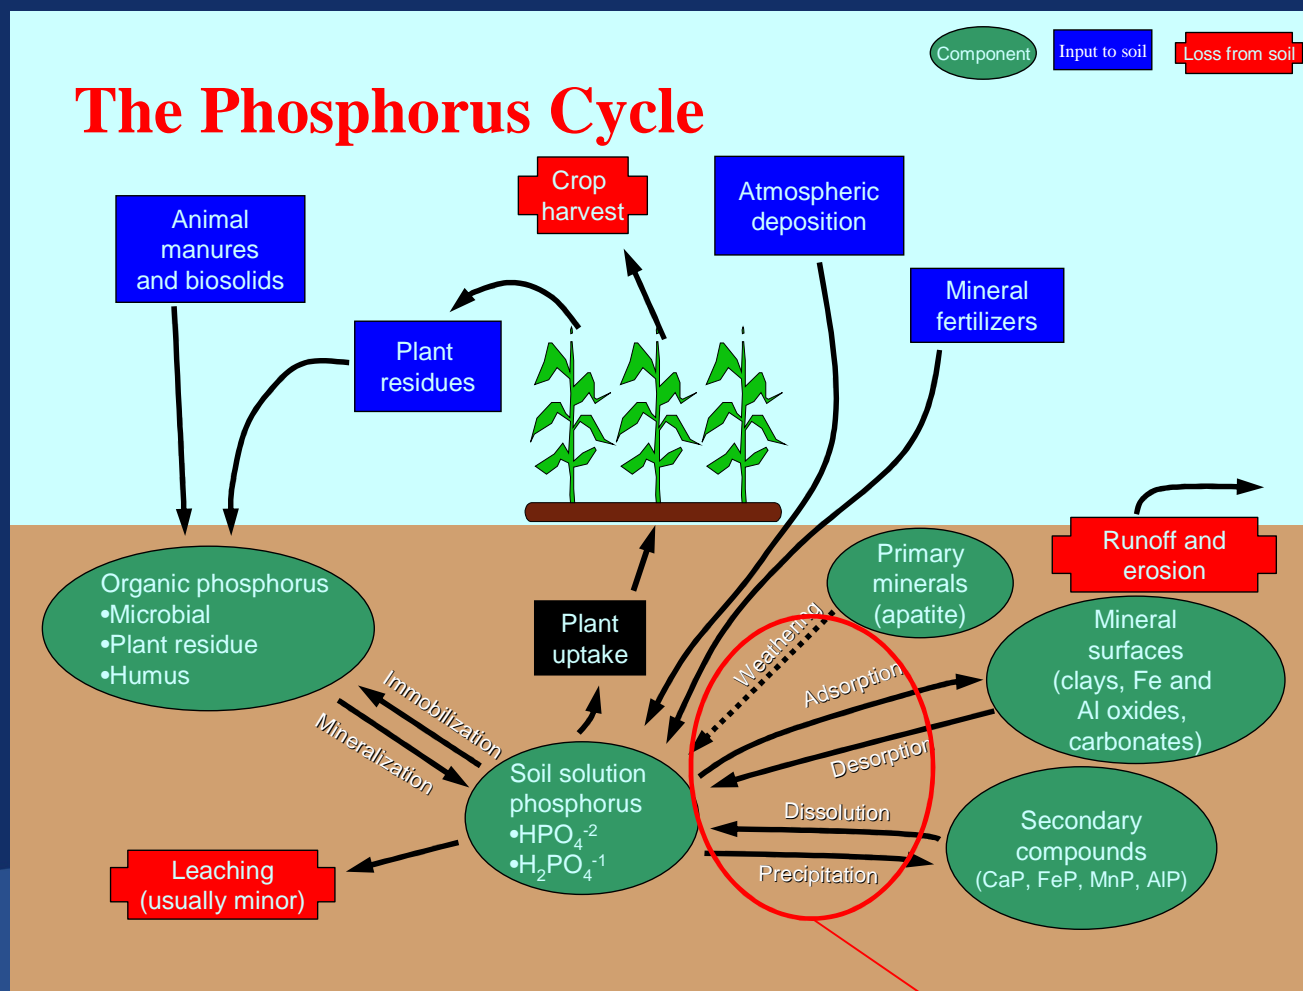 Component
Input to soil
Loss from soil
The Phosphorus Cycle
Crop
harvest
Atmospheric
deposition
Animal
manures
and biosolids
Mineral
fertilizers
Plant
residues
Primary
minerals
(apatite)
Runoff and
erosion
Organic phosphorus
•Microbial
•Plant residue
•Humus
Plant
uptake
Weathering
Mineral
surfaces
(clays, Fe and
Al oxides,
carbonates)
Adsorption
Desorption
Immobilization
Mineralization
Soil solution
phosphorus
•HPO₄⁻²
•H₂PO₄⁻¹
Dissolution
Precipitation
Secondary
compounds
(CaP, FeP, MnP, AlP)
Leaching
(usually minor)